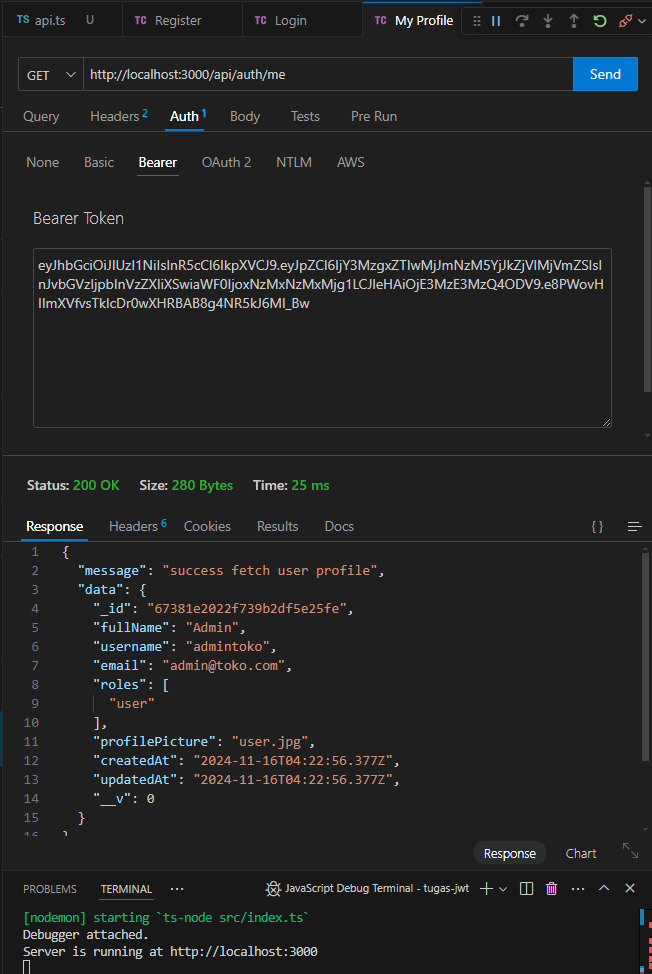 TS api.ts U TC Register TC Login TC My Profile
GET http://localhost:3000/api/auth/me Send
Query Headers 2 Auth 1 Body Tests Pre Run
None Basic Bearer OAuth 2 NTLM AWS
Bearer Token
Status: 200 OK Size: 280 Bytes Time: 25 ms
Response Headers 6 Cookies Results Docs { }
1 {
2 "message": "success fetch user profile",
3 "data": {
4 "_id": "67381e2022f739b2df5e25fe",
5 "fullName": "Admin",
6 "username": "admintoko",
7 "email": "admin@toko.com",
8 "roles": [
9 "user"
10 ],
11 "profilePicture": "user.jpg",
12 "createdAt": "2024-11-16T04:22:56.377Z",
13 "updatedAt": "2024-11-16T04:22:56.377Z",
14 "__v": 0
15 }
16 }
Response Chart
PROBLEMS TERMINAL ··· JavaScript Debug Terminal - tugas-jwt
[nodemon] starting `ts-node src/index.ts`
Debugger attached.
Server is running at http://localhost:3000